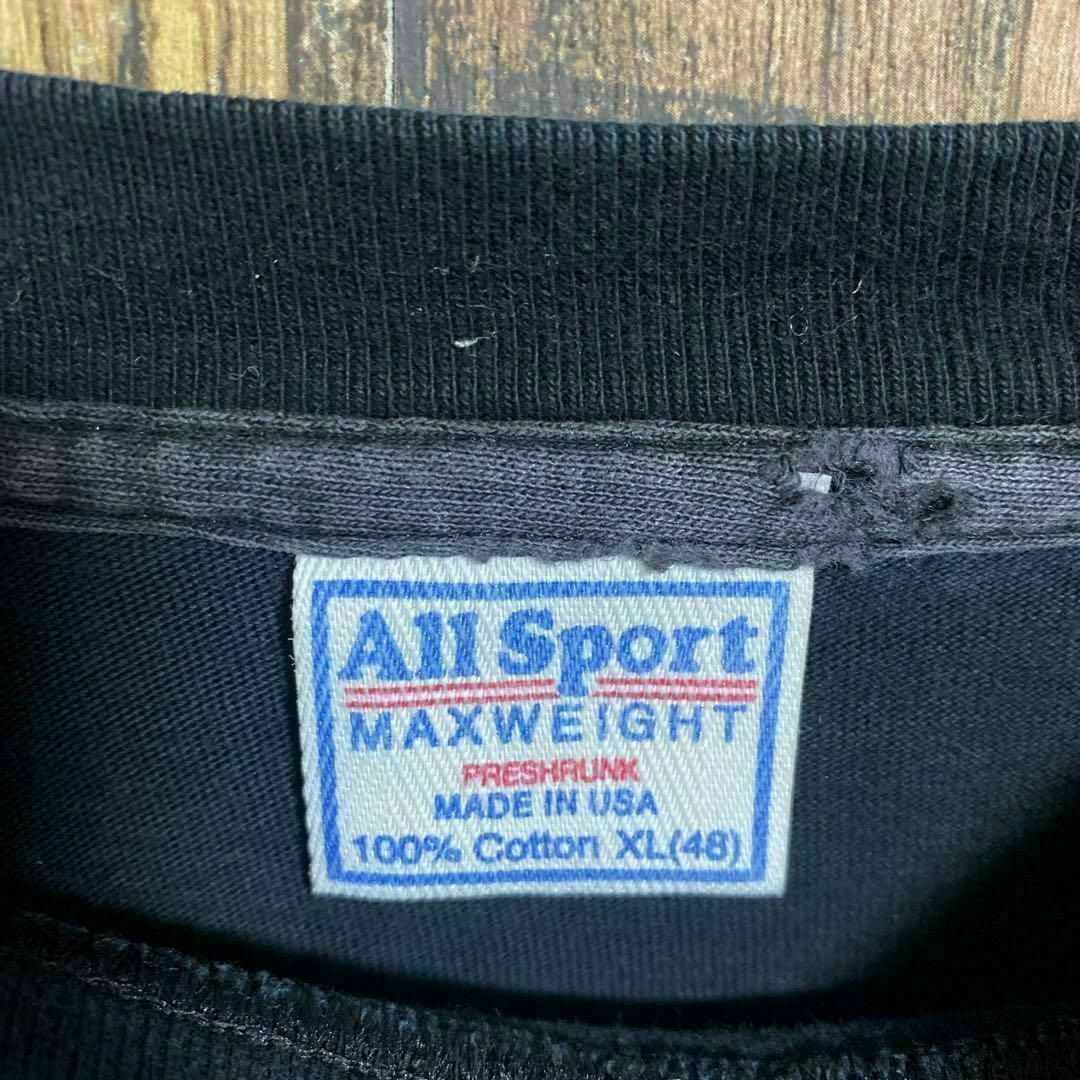 All Sport
MAXWEIGHT
PRESHRUNK
MADE IN USA
100% Cotton XL(48)